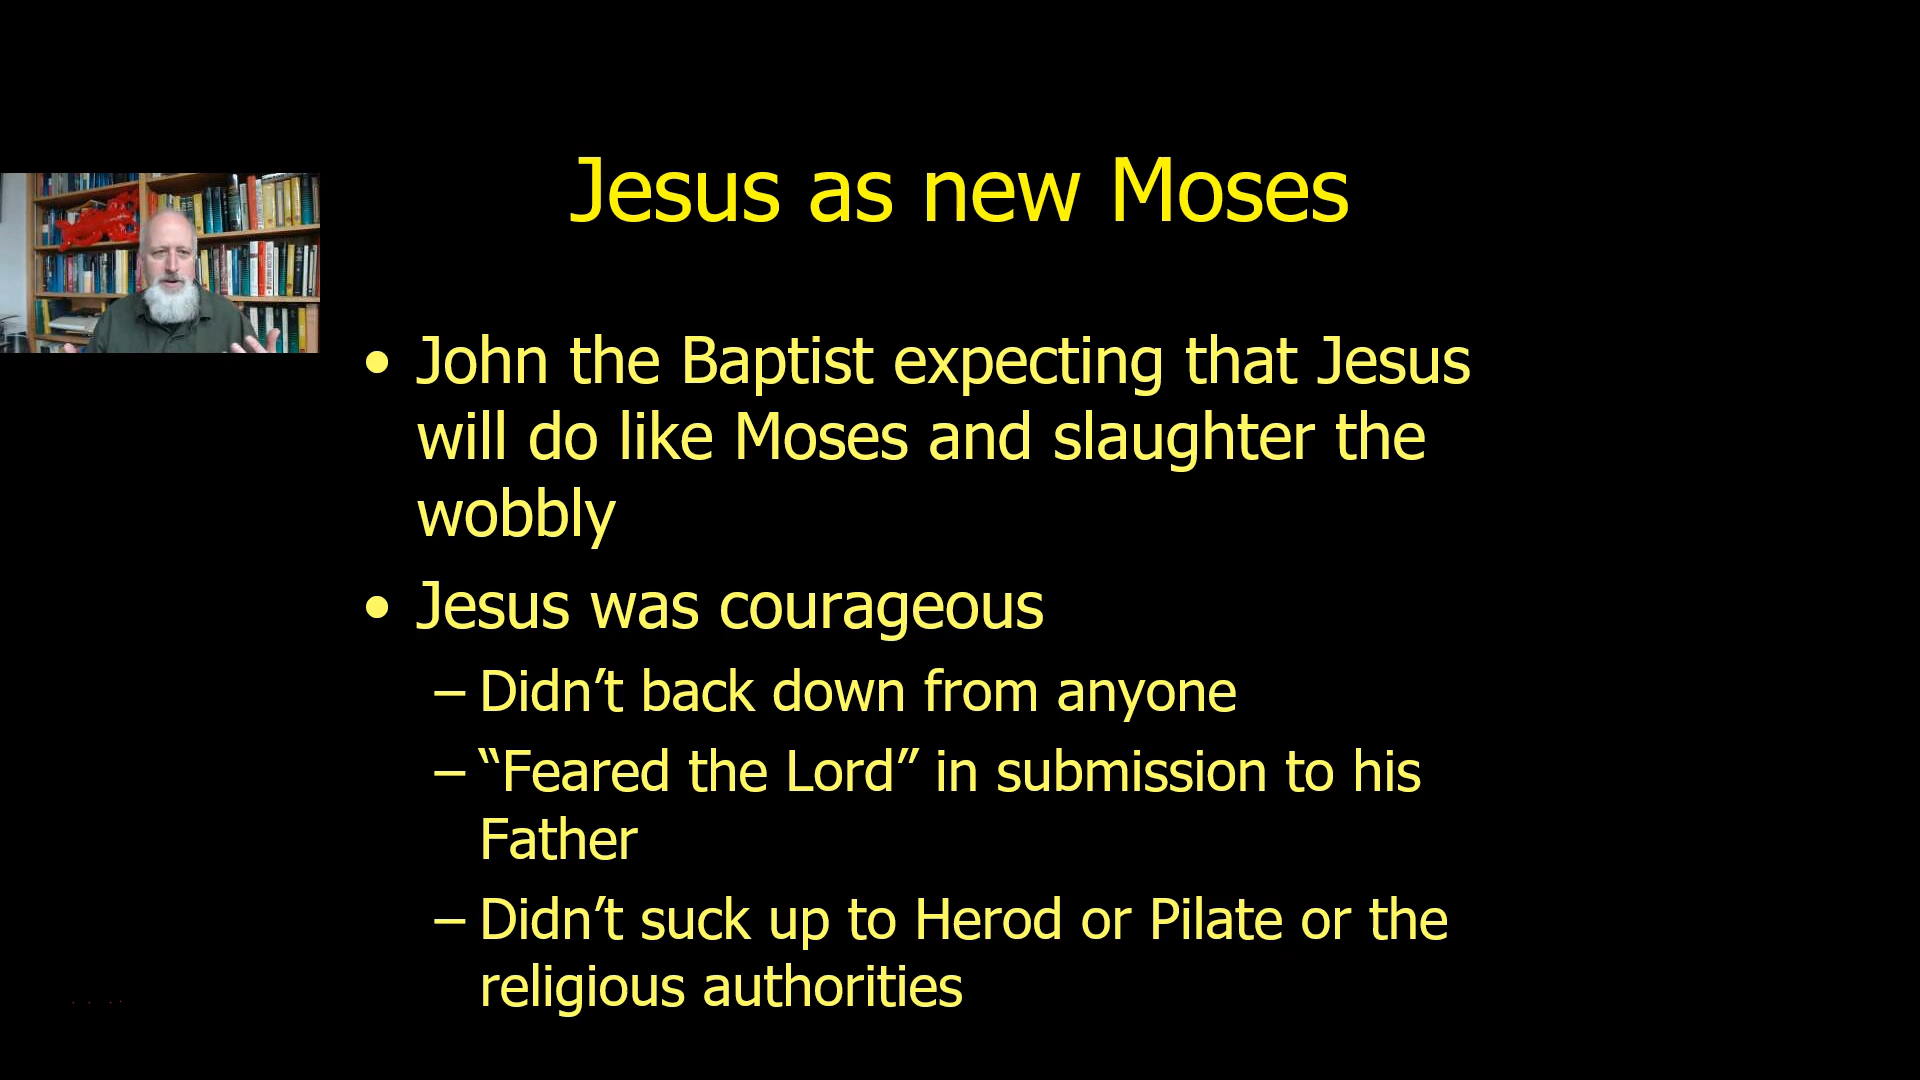 Jesus as new Moses
• John the Baptist expecting that Jesus
will do like Moses and slaughter the
wobbly
• Jesus was courageous
– Didn’t back down from anyone
– “Feared the Lord” in submission to his
Father
– Didn’t suck up to Herod or Pilate or the
religious authorities